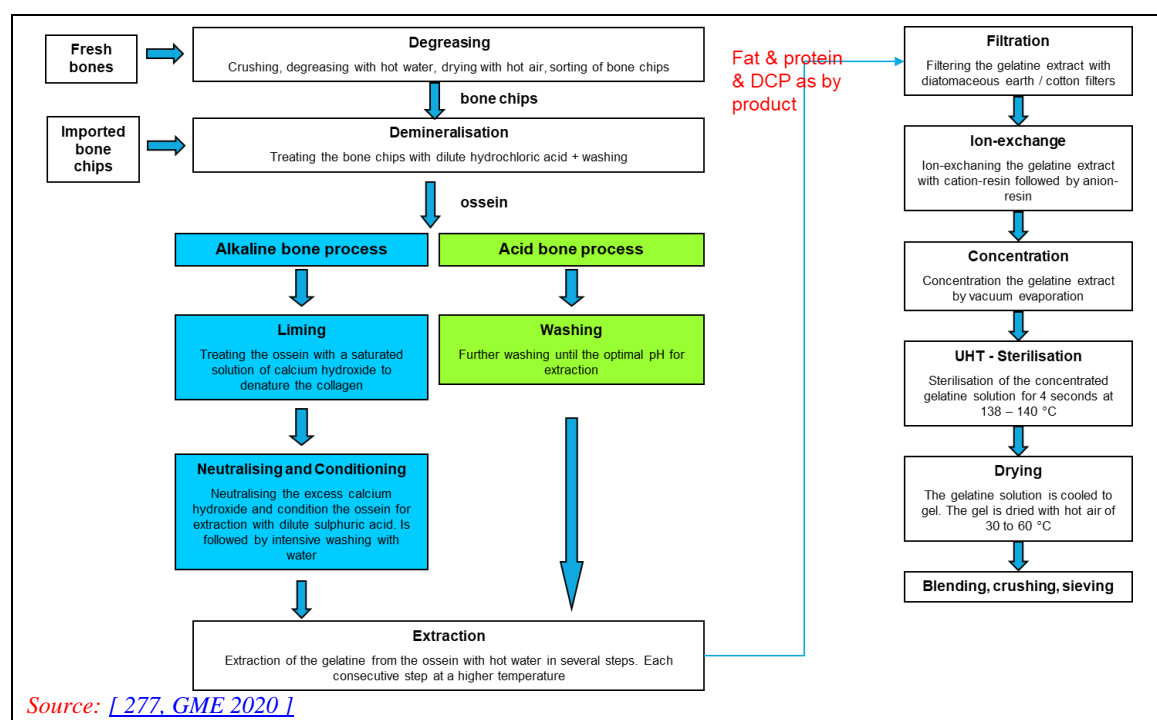 Fresh
bones
Degreasing
Crushing, degreasing with hot water, drying with hot air, sorting of bone chips
bone chips
Imported
bone
chips
Demineralisation
Treating the bone chips with dilute hydrochloric acid + washing
ossein
Alkaline bone process
Acid bone process
Liming
Treating the ossein with a saturated
solution of calcium hydroxide to
denature the collagen
Washing
Further washing until the optimal pH for
extraction
Neutralising and Conditioning
Neutralising the excess calcium
hydroxide and condition the ossein for
extraction with dilute sulphuric acid. Is
followed by intensive washing with
water
Extraction
Extraction of the gelatine from the ossein with hot water in several steps. Each
consecutive step at a higher temperature
Fat & protein
& DCP as by
product
Filtration
Filtering the gelatine extract with
diatomaceous earth / cotton filters
Ion-exchange
Ion-exchaning the gelatine extract
with cation-resin followed by anion-
resin
Concentration
Concentration the gelatine extract
by vacuum evaporation
UHT - Sterilisation
Sterilisation of the concentrated
gelatine solution for 4 seconds at
138 – 140 °C
Drying
The gelatine solution is cooled to
gel. The gel is dried with hot air of
30 to 60 °C
Blending, crushing, sieving
Source: [ 277, GME 2020 ]